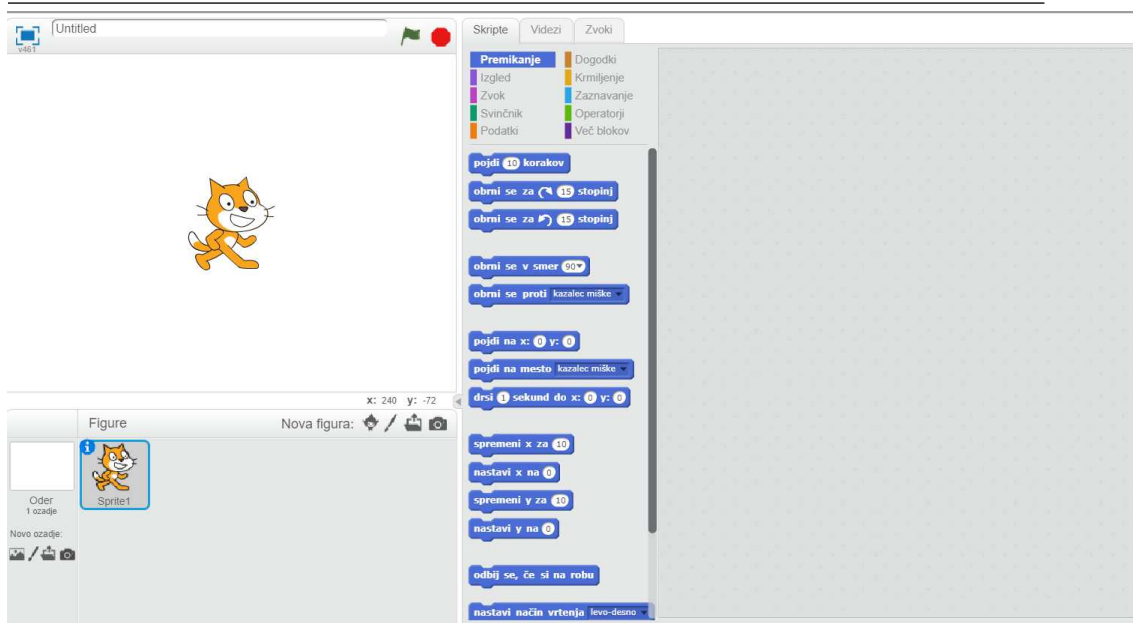 Untitled
v461
x: 240 y: -72
Figure
Nova figura:
Oder
1 ozadje
Novo ozadje:
Sprite1
Skripte Videzi Zvoki
Premikanje Dogodki
Izgled Krmiljenje
Zvok Zaznavanje
Svinčnik Operatorji
Podatki Več blokov
pojdi 10 korakov
obrni se za 15 stopinj
obrni se za 15 stopinj
obrni se v smer 90
obrni se proti kazalec miške
pojdi na x: 0 y: 0
pojdi na mesto kazalec miške
drsi 1 sekund do x: 0 y: 0
spremeni x za 10
nastavi x na 0
spremeni y za 10
nastavi y na 0
odbij se, če si na robu
nastavi način vrtenja levo-desno